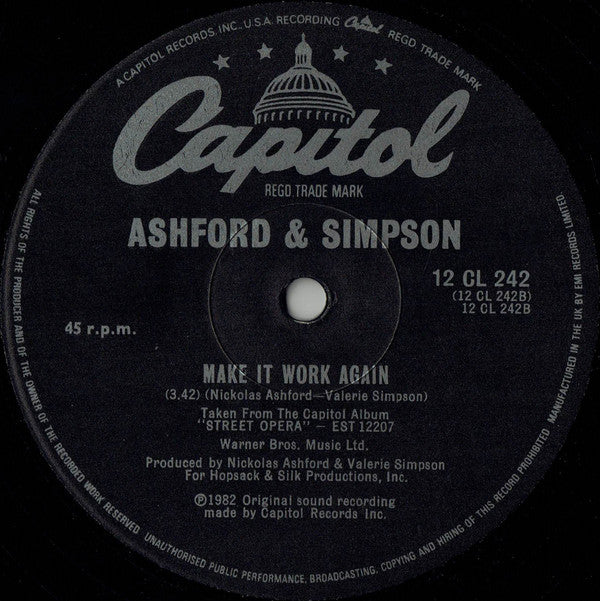 A CAPITOL RECORDS INC., U.S.A. RECORDING Capitol REGD. TRADE MARK
Capitol
REGD. TRADE MARK
ASHFORD & SIMPSON
12 CL 242
(12 CL 242B)
12 CL 242B
45 r.p.m.
MAKE IT WORK AGAIN
(3.42) (Nickolas Ashford—Valerie Simpson)
Taken From The Capitol Album
"STREET OPERA" – EST 12207
Warner Bros. Music Ltd.
Produced by Nickolas Ashford & Valerie Simpson
For Hopsack & Silk Productions, Inc.
℗1982 Original sound recording
made by Capitol Records Inc.
ALL RIGHTS OF THE PRODUCER AND OF THE OWNER OF THE RECORDED WORK RESERVED. UNAUTHORISED PUBLIC PERFORMANCE, BROADCASTING, COPYING AND HIRING OF THIS RECORD PROHIBITED. MANUFACTURED IN THE UK BY EMI RECORDS LIMITED.